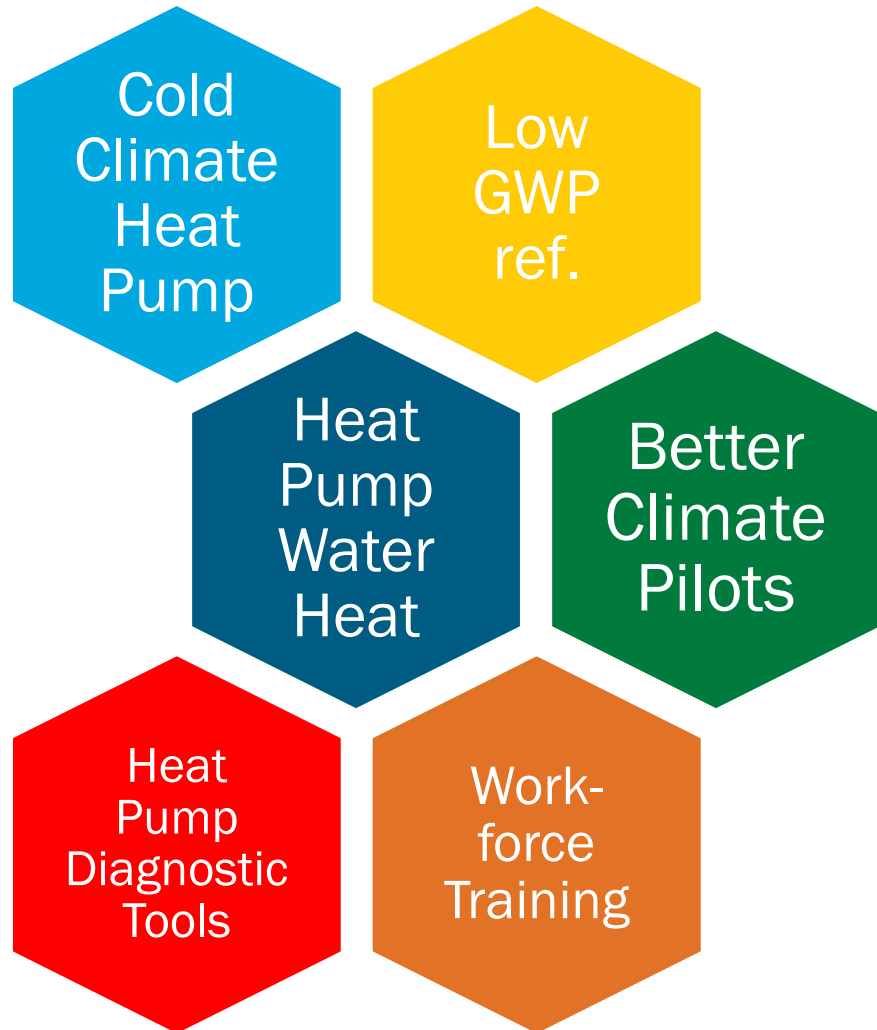 Cold
Climate
Heat
Pump
Low
GWP
ref.
Heat
Pump
Water
Heat
Better
Climate
Pilots
Heat
Pump
Diagnostic
Tools
Work-
force
Training